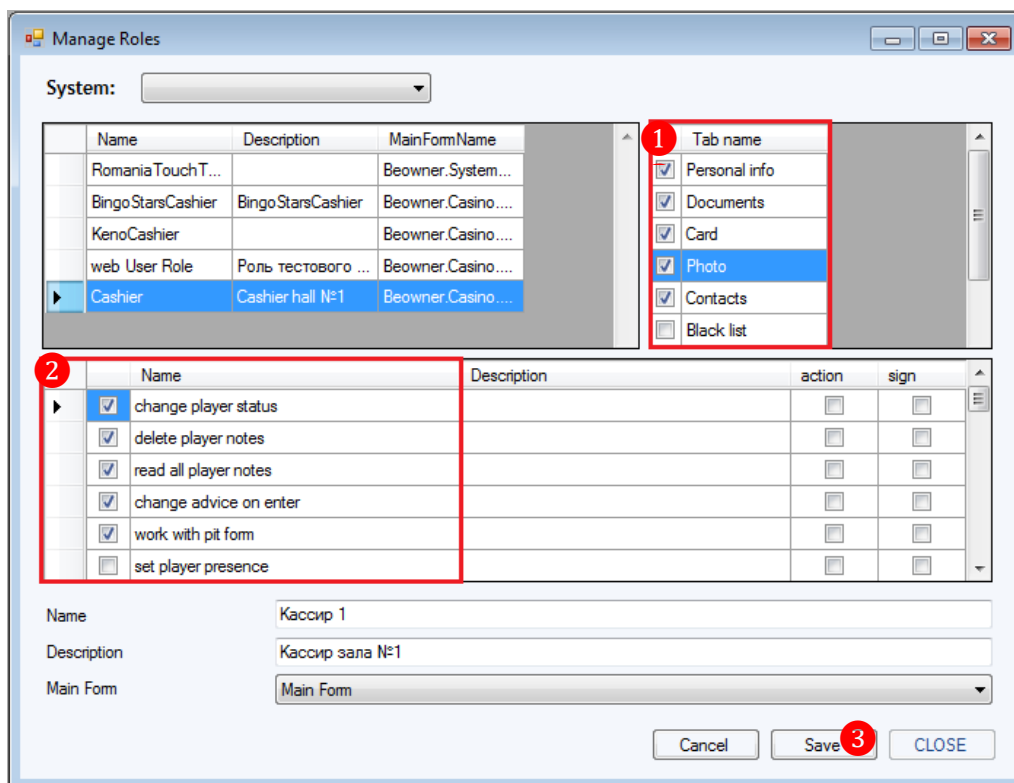 Manage Roles
System:
Name Description MainFormName
RomaniaTouchT... Beowner.System...
BingoStarsCashier BingoStarsCashier Beowner.Casino....
KenoCashier Beowner.Casino....
web User Role Роль тестового ... Beowner.Casino....
Cashier Cashier hall №1 Beowner.Casino....
1 Tab name
Personal info
Documents
Card
Photo
Contacts
Black list
2 Name Description action sign
change player status
delete player notes
read all player notes
change advice on enter
work with pit form
set player presence
Name Кассир 1
Description Кассир зала №1
Main Form Main Form
Cancel Save 3 CLOSE